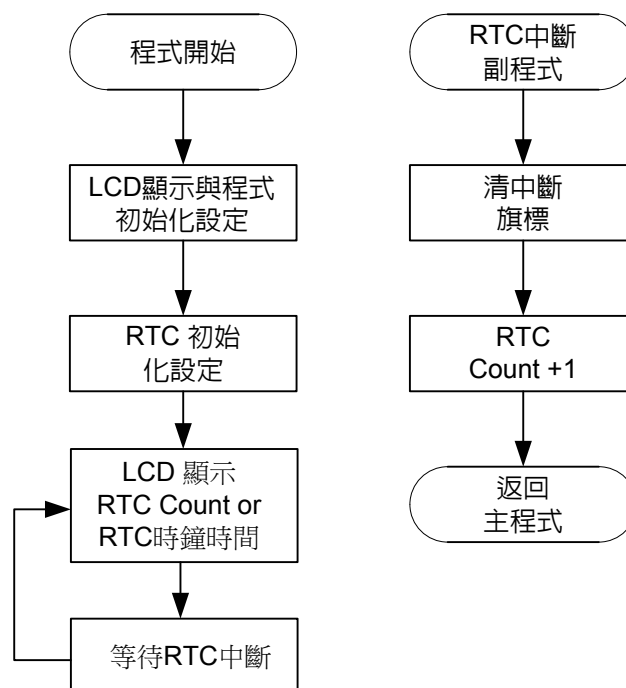 程式開始
LCD顯示與程式
初始化設定
RTC 初始
化設定
LCD 顯示
RTC Count or
RTC時鐘時間
等待RTC中斷
RTC中斷
副程式
清中斷
旗標
RTC
Count +1
返回
主程式